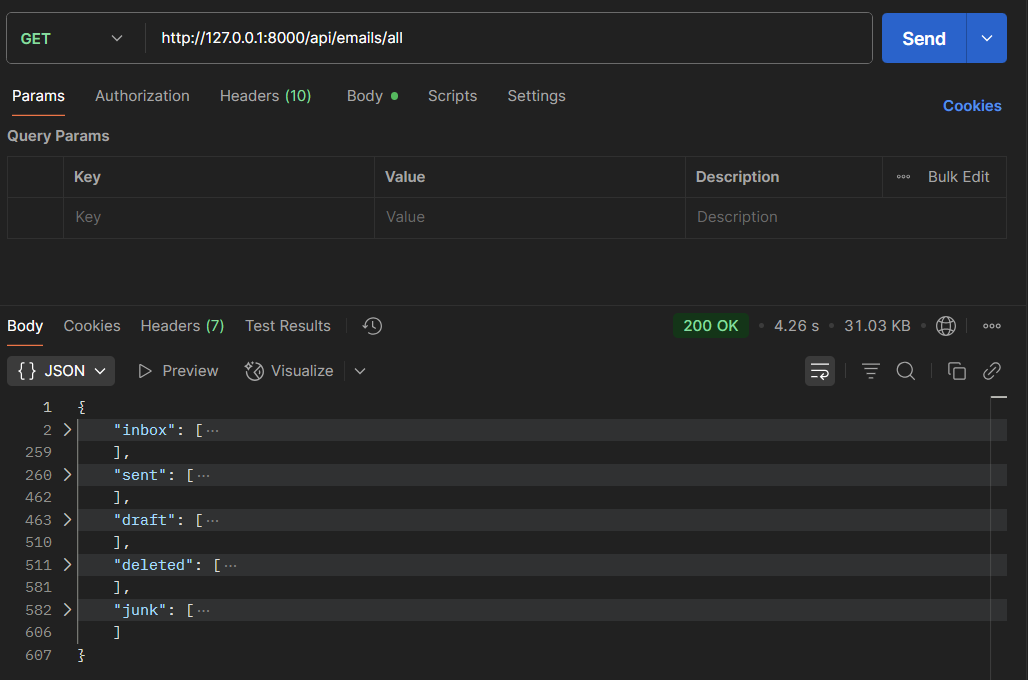 GET http://127.0.0.1:8000/api/emails/all Send
Params Authorization Headers (10) Body Scripts Settings Cookies
Query Params
Key Value Description Bulk Edit
Key Value Description
Body Cookies Headers (7) Test Results 200 OK 4.26 s 31.03 KB
{} JSON Preview Visualize
1 {
2 "inbox": [ ···
259 ],
260 "sent": [ ···
462 ],
463 "draft": [ ···
510 ],
511 "deleted": [ ···
581 ],
582 "junk": [ ···
606 ]
607 }